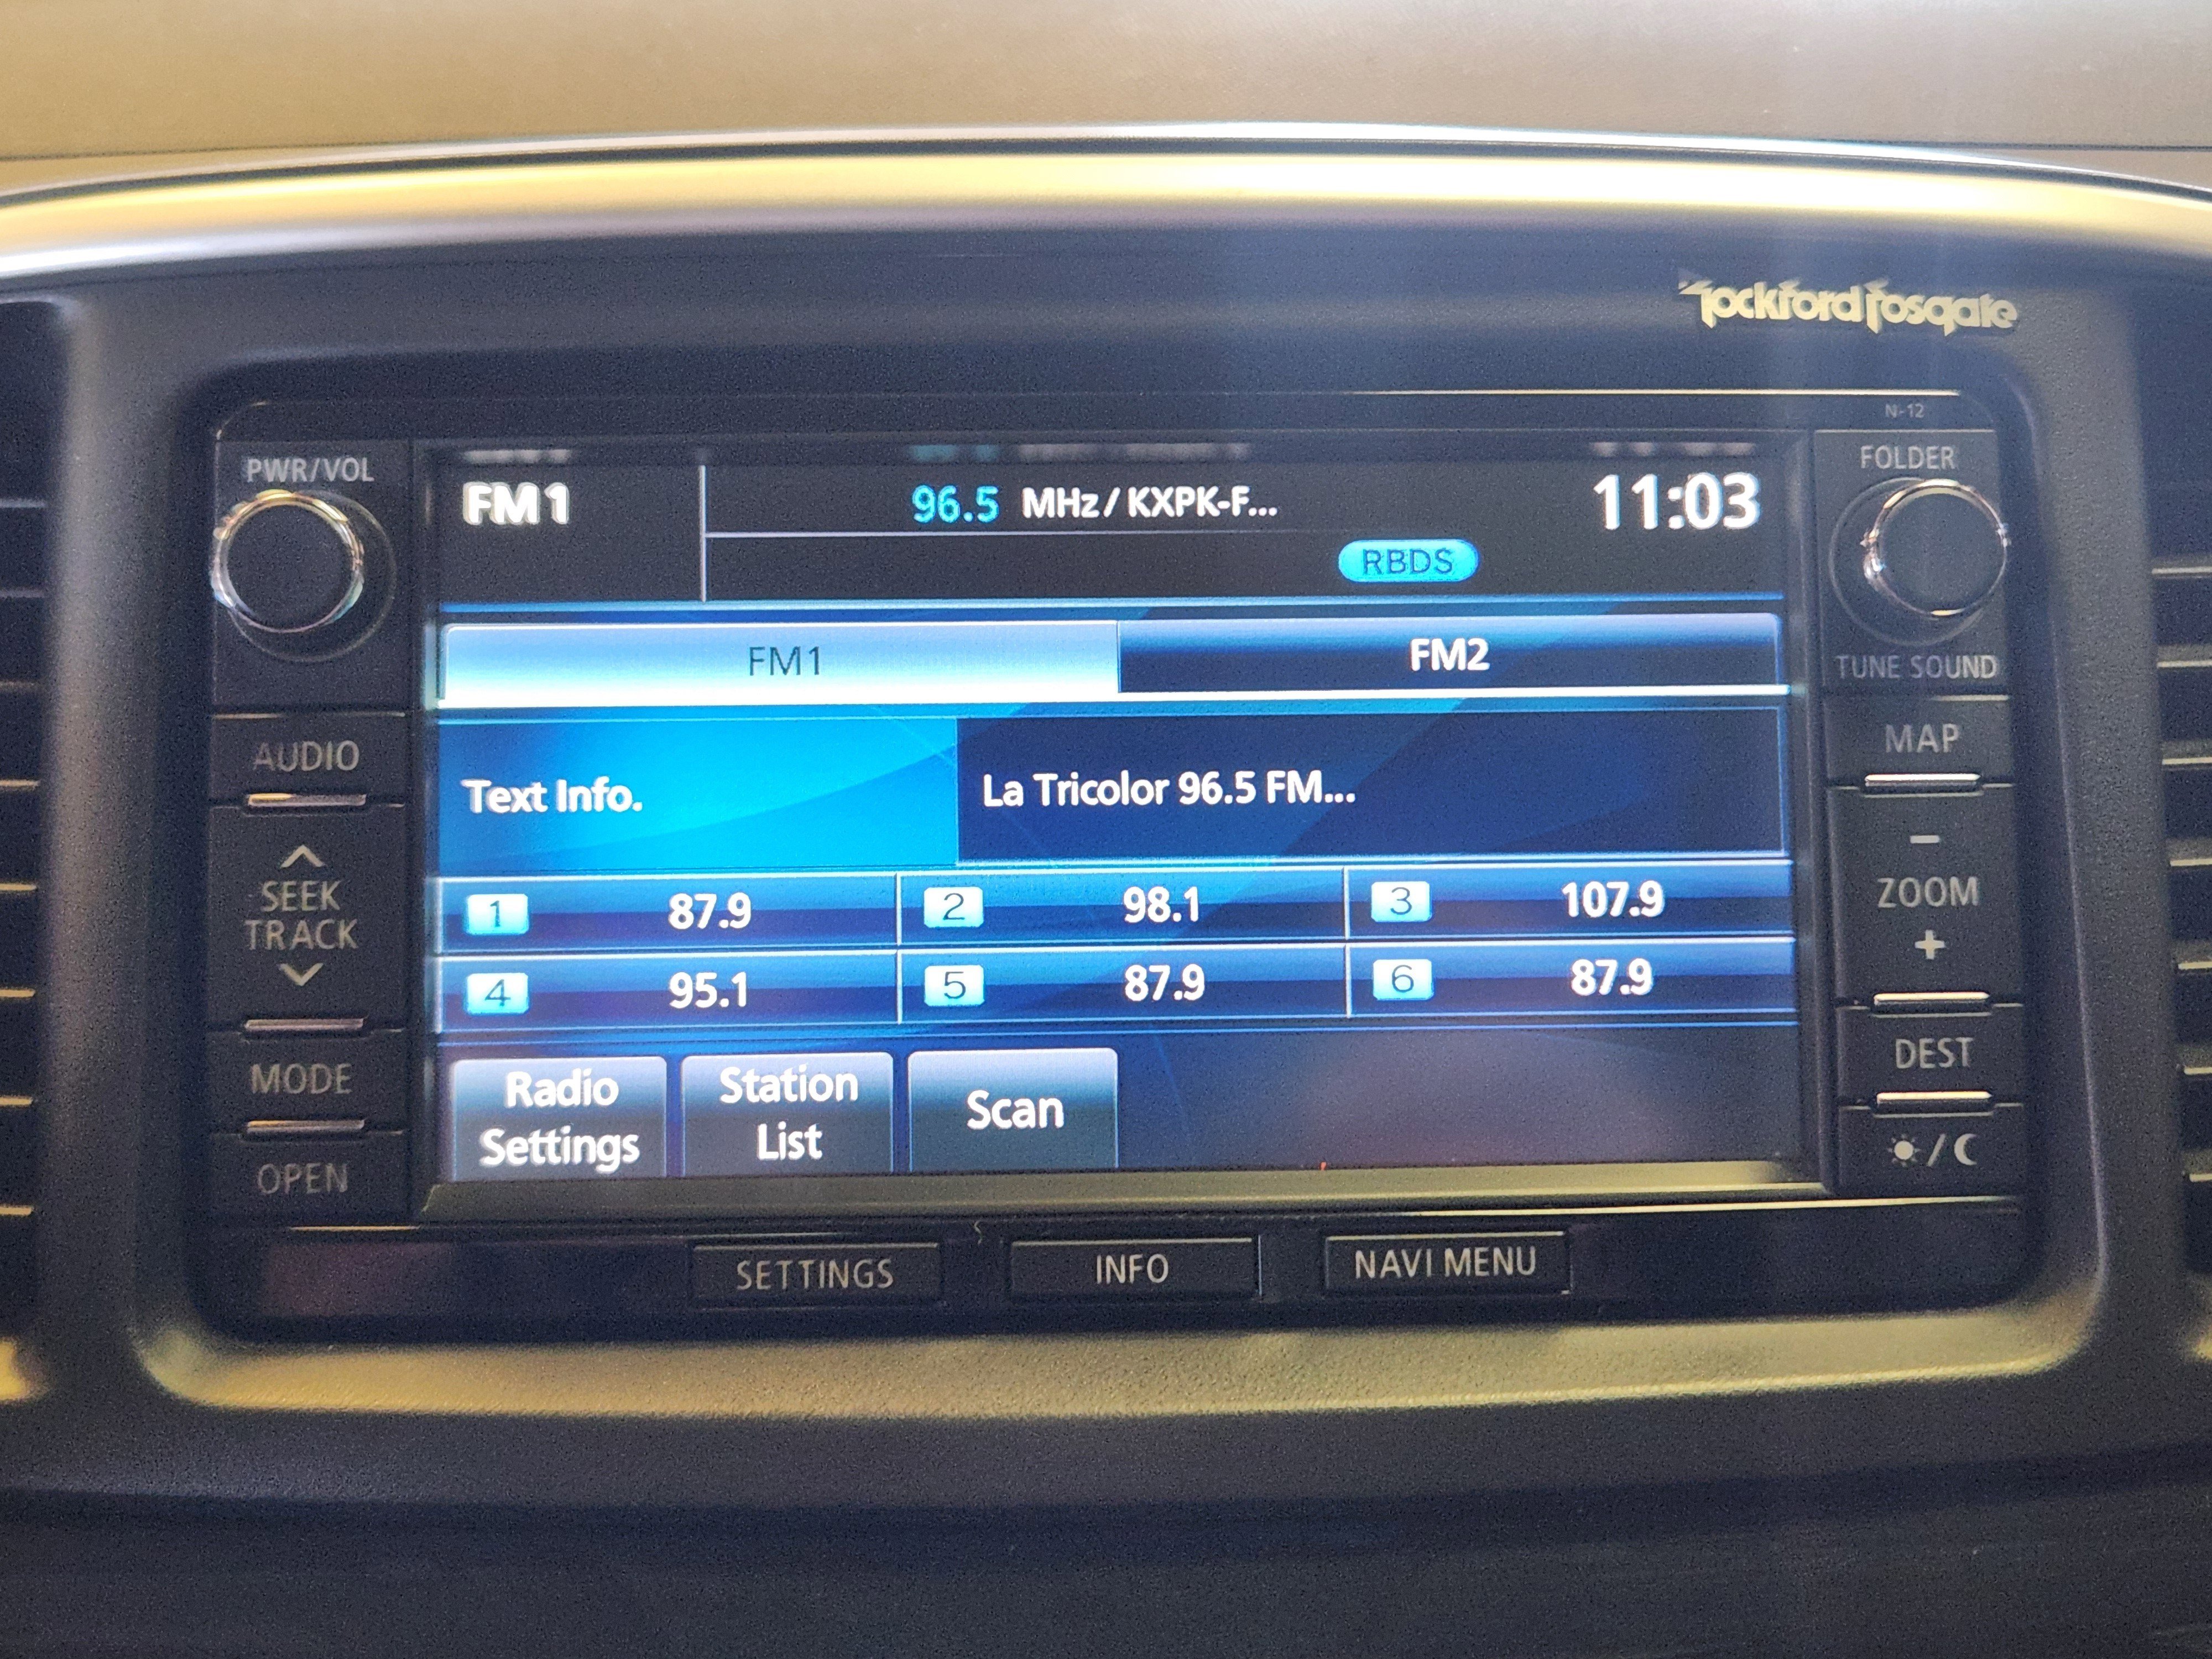 Rockford Fosgate
N-12
PWR/VOL
FOLDER
FM1
96.5 MHz / KXPK-F...
11:03
RBDS
TUNE SOUND
FM1
FM2
AUDIO
MAP
Text Info.
La Tricolor 96.5 FM...
SEEK
TRACK
- 
ZOOM
+
1 87.9
2 98.1
3 107.9
4 95.1
5 87.9
6 87.9
MODE
DEST
Radio
Settings
Station
List
Scan
OPEN
/
SETTINGS
INFO
NAVI MENU